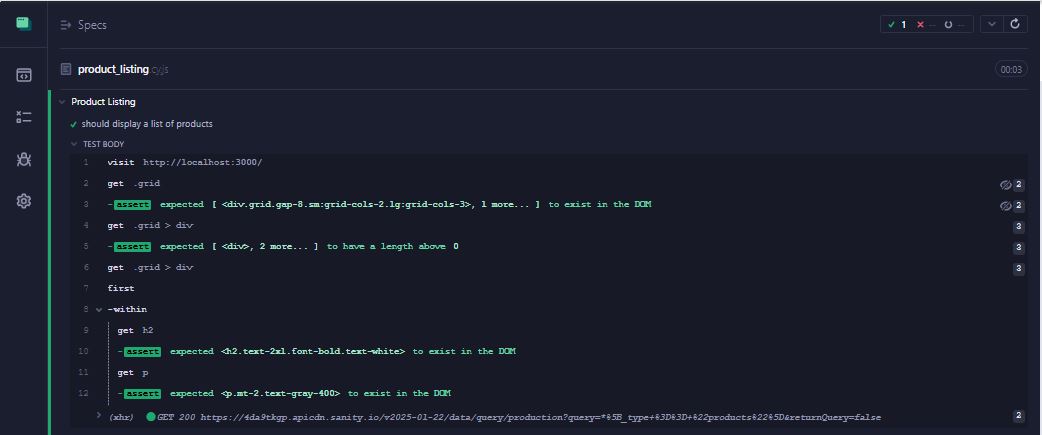 Specs
1 -- --
product_listing.cy.js 00:03
Product Listing
should display a list of products
TEST BODY
1 visit http://localhost:3000/
2 get .grid 2
3 -assert expected [ <div.grid.gap-8.sm:grid-cols-2.lg:grid-cols-3>, 1 more... ] to exist in the DOM 2
4 get .grid > div 3
5 -assert expected [ <div>, 2 more... ] to have a length above 0 3
6 get .grid > div 3
7 first
8 -within
9 get h2
10 -assert expected <h2.text-2xl.font-bold.text-white> to exist in the DOM
11 get p
12 -assert expected <p.mt-2.text-gray-400> to exist in the DOM
(xhr) GET 200 https://4da9tkgp.apicdn.sanity.io/v2025-01-22/data/query/production?query=*%5B_type+%3D%3D+%22products%22%5D&returnQuery=false 2